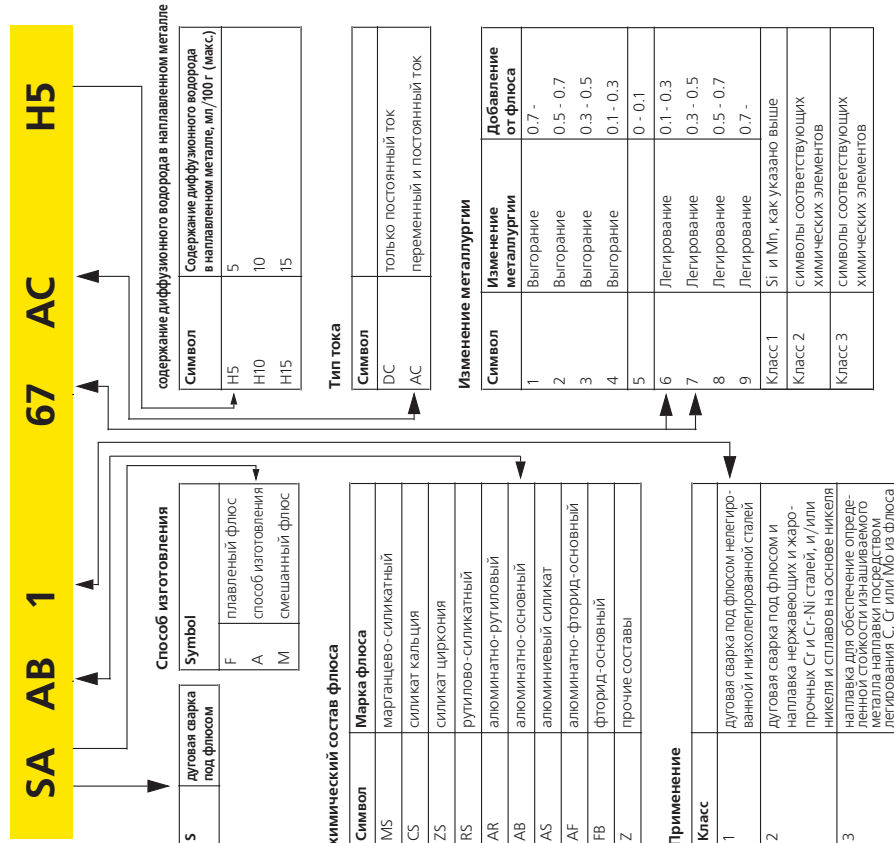 SA AB 1 67 AC H5
S
дуговая сварка
под флюсом
Способ изготовления
Symbol
F плавленый флюс
A способ изготовления
M смешанный флюс
химический состав флюса
Символ Марка флюса
MS марганцево-силикатный
CS силикат кальция
ZS силикат циркония
RS рутилово-силикатный
AR алюминатно-рутиловый
AB алюминатно-основный
AS алюминиевый силикат
AF алюминатно-фторид-основный
FB фторид-основный
Z прочие составы
Применение
Класс
1 дуговая сварка под флюсом нелегиро-
ванной и низколегированной сталей
2 дуговая сварка под флюсом и
наплавка нержавеющих и жаро-
прочных Cr и Cr-Ni сталей, и/или
никеля и сплавов на основе никеля
3 наплавка для обеспечение опреде-
ленной стойкости изнашиваемого
металла наплавки посредством
легирования C, Cr или Mo из флюса
содержание диффузионного водорода в наплавленном металле
Символ Содержание диффузионного водорода
в наплавленном металле, мл/100 г (макс.)
H5 5
H10 10
H15 15
Тип тока
Символ
DC только постоянный ток
AC переменный и постоянный ток
Изменение металлургии
Символ Изменение
металлургии Добавление
от флюса
1 Выгорание 0.7 -
2 Выгорание 0.5 - 0.7
3 Выгорание 0.3 - 0.5
4 Выгорание 0.1 - 0.3
5 0 - 0.1
6 Легирование 0.1 - 0.3
7 Легирование 0.3 - 0.5
8 Легирование 0.5 - 0.7
9 Легирование 0.7 -
Класс 1 Si и Mn, как указано выше
Класс 2 символы соответствующих
химических элементов
Класс 3 символы соответствующих
химических элементов